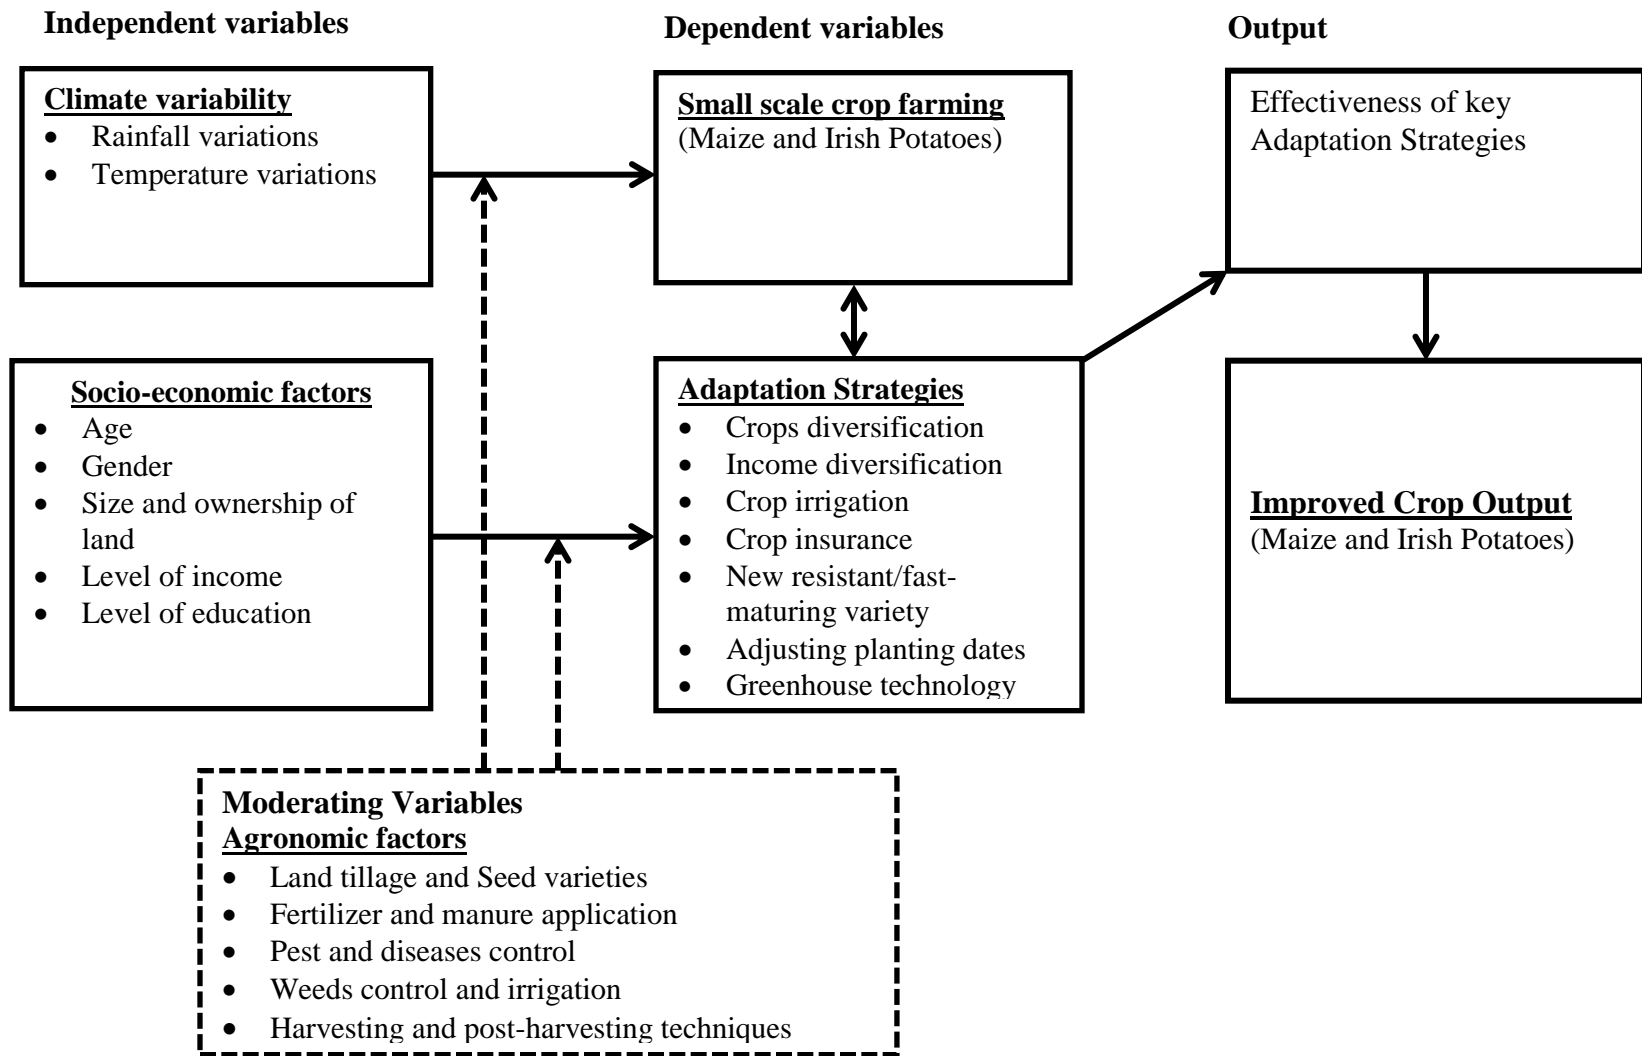 Independent variables
Dependent variables
Output
Climate variability
• Rainfall variations
• Temperature variations
Small scale crop farming
(Maize and Irish Potatoes)
Effectiveness of key
Adaptation Strategies
Socio-economic factors
• Age
• Gender
• Size and ownership of
land
• Level of income
• Level of education
Adaptation Strategies
• Crops diversification
• Income diversification
• Crop irrigation
• Crop insurance
• New resistant/fast-
maturing variety
• Adjusting planting dates
• Greenhouse technology
Improved Crop Output
(Maize and Irish Potatoes)
Moderating Variables
Agronomic factors
• Land tillage and Seed varieties
• Fertilizer and manure application
• Pest and diseases control
• Weeds control and irrigation
• Harvesting and post-harvesting techniques